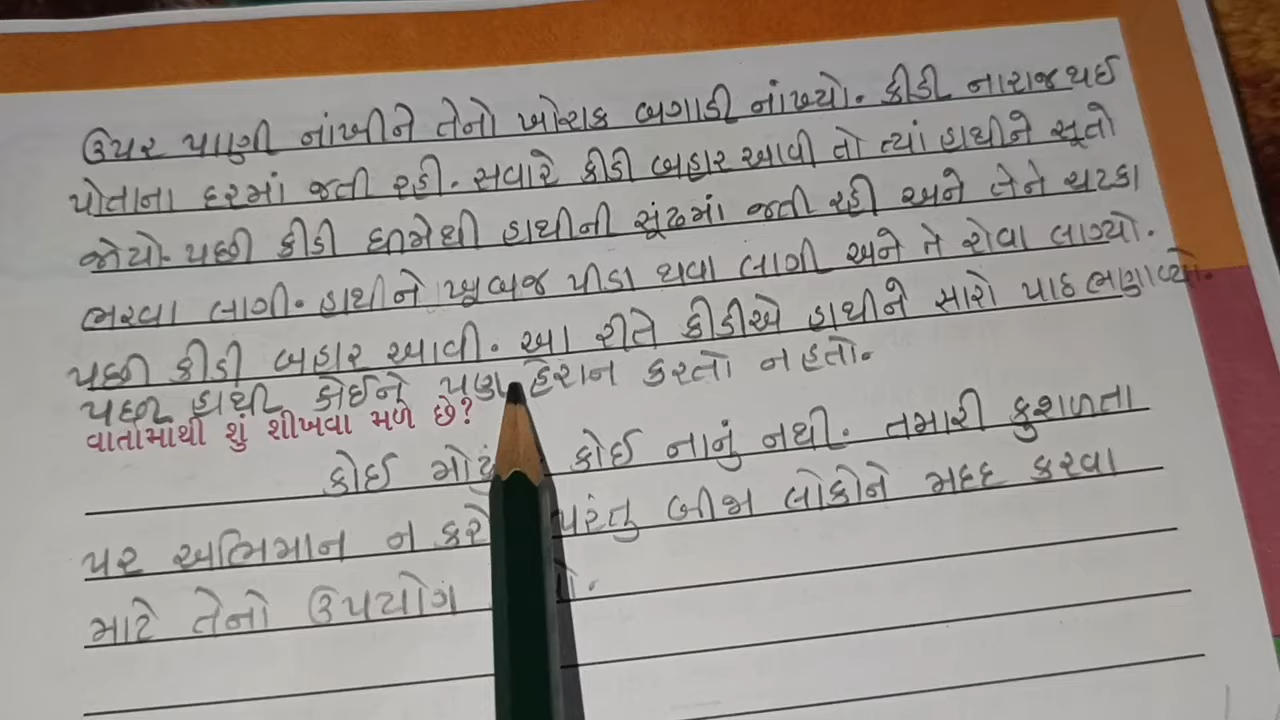 ઉપર પાણી નાંખીને તેનો ખોરાક બગાડી નાંખ્યો. કીડી નારાજ થઈ
પોતાના દરમાં જતી રહી. સવારે કીડી બહાર આવી તો ત્યાં હાથીને સૂતો
જોયો. પછી કીડી ધીમેથી હાથીની સૂંઢમાં જતી રહી અને તેને ચટકા
ભરવા લાગી. હાથીને ખુબજ પીડા થવા લાગી અને તે રોવા લાગ્યો.
પછી કીડી બહાર આવી. આ રીતે કીડીએ હાથીને સારો પાઠ ભણાવ્યો.
પછી હાથી કોઈને પણ હેરાન કરતો નહતો.
વાર્તામાંથી શું શીખવા મળે છે?
કોઈ કોઈ નાનું નથી. તમારી કુશળતા
પર અભિમાન ન પરંતુ બીજા લોકોને મદદ કરવા
માટે તેનો ઉપયોગ